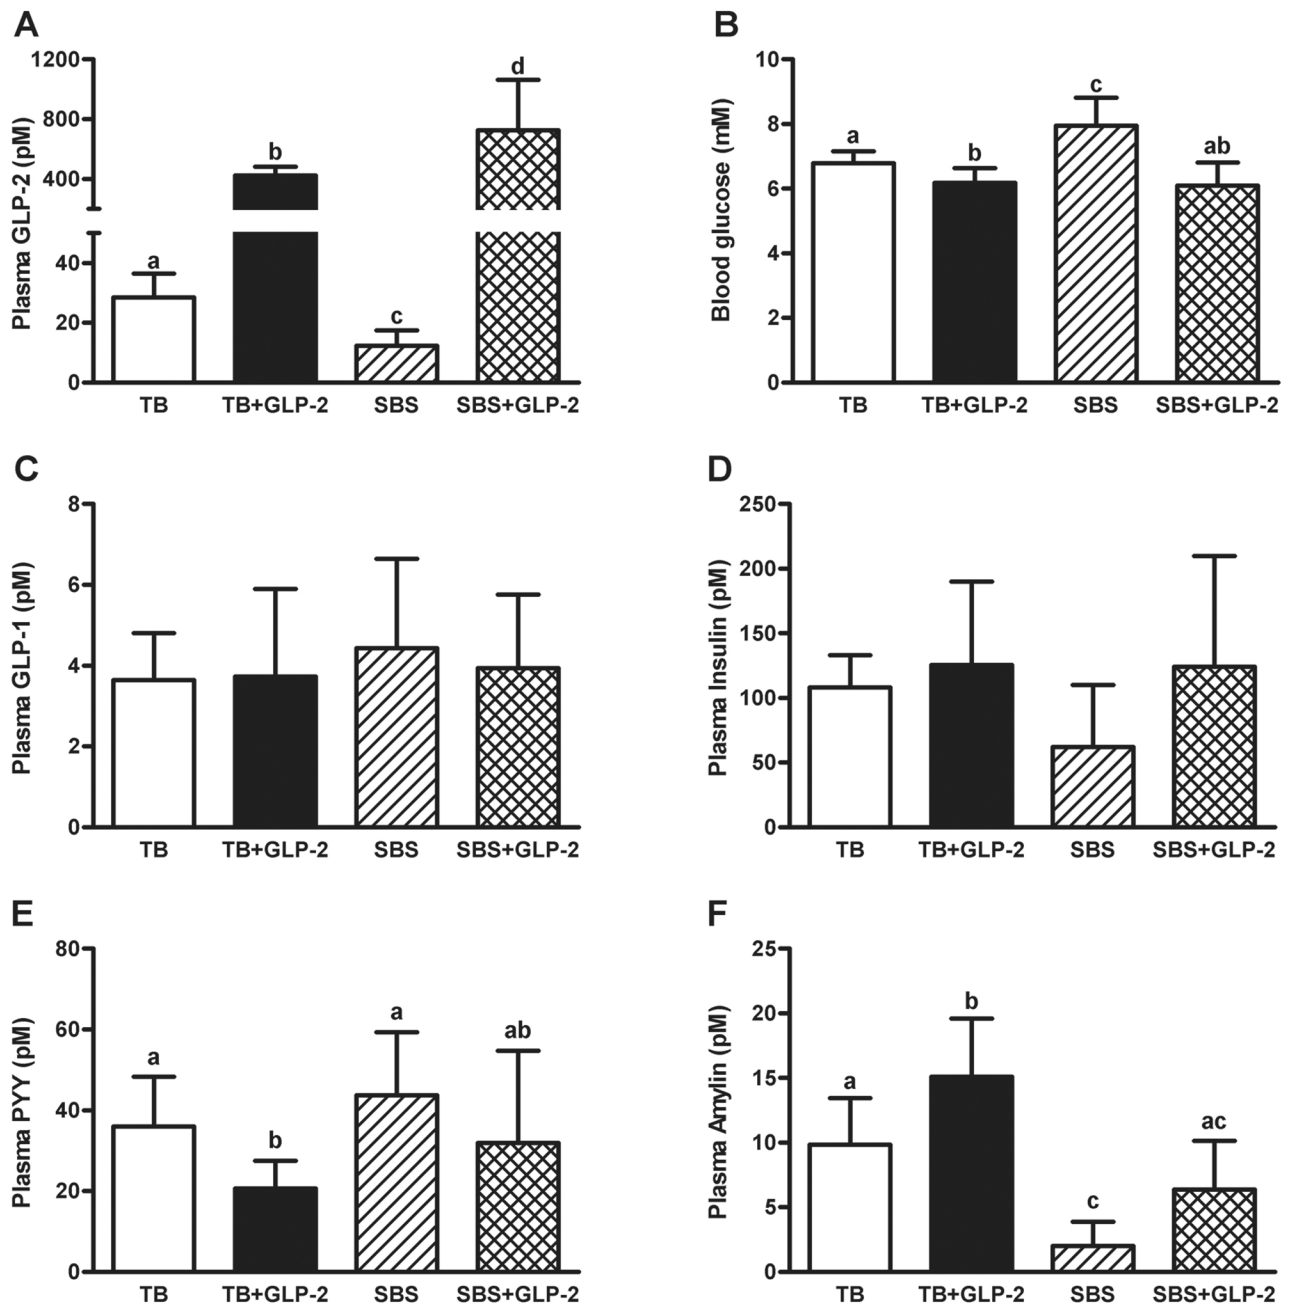 A
Plasma GLP-2 (pM)
1200
800
400
40
20
0
a
b
c
d
TB
TB+GLP-2
SBS
SBS+GLP-2
B
Blood glucose (mM)
10
8
6
4
2
0
a
b
c
ab
TB
TB+GLP-2
SBS
SBS+GLP-2
C
Plasma GLP-1 (pM)
8
6
4
2
0
TB
TB+GLP-2
SBS
SBS+GLP-2
D
Plasma Insulin (pM)
250
200
150
100
50
0
TB
TB+GLP-2
SBS
SBS+GLP-2
E
Plasma PYY (pM)
80
60
40
20
0
a
b
a
ab
TB
TB+GLP-2
SBS
SBS+GLP-2
F
Plasma Amylin (pM)
25
20
15
10
5
0
a
b
c
ac
TB
TB+GLP-2
SBS
SBS+GLP-2